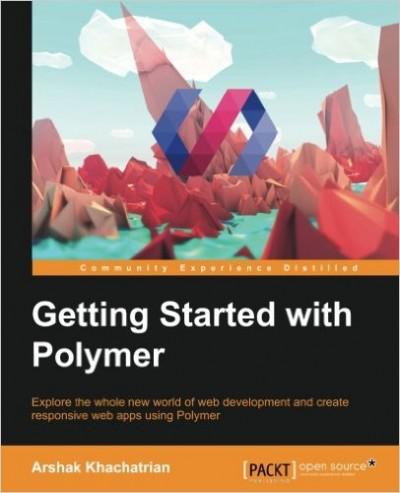 Community Experience Distilled
Getting Started with
Polymer
Explore the whole new world of web development and create
responsive web apps using Polymer
Arshak Khachatrian
[PACKT] open source*
PUBLISHING